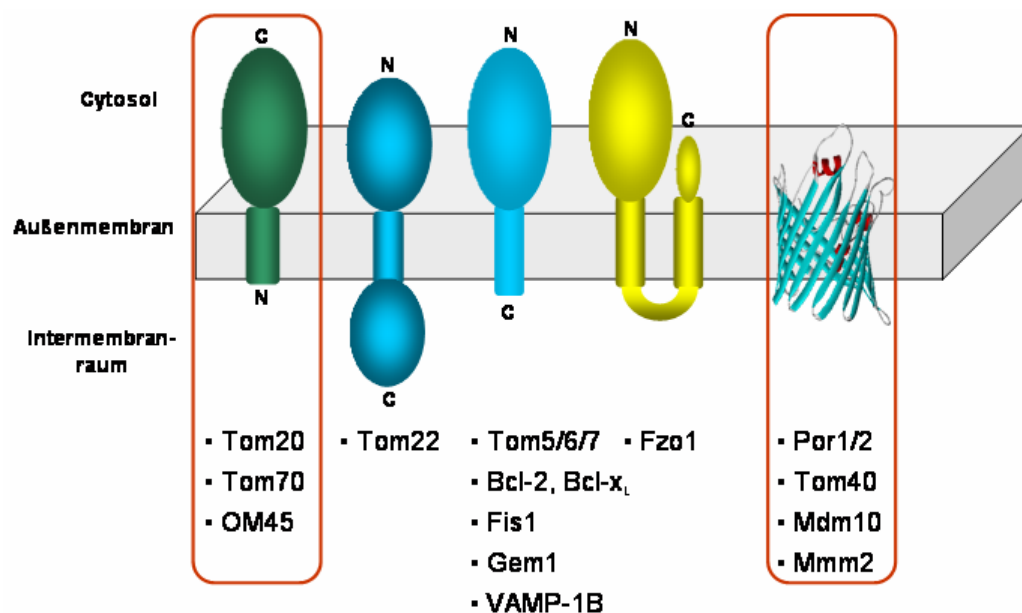 C
N
N
N
C
Cytosol
Außenmembran
Intermembran-
raum
N
C
C
▪ Tom20
▪ Tom70
▪ OM45
▪ Tom22
▪ Tom5/6/7
▪ Bcl-2, Bcl-xL
▪ Fis1
▪ Gem1
▪ VAMP-1B
▪ Fzo1
▪ Por1/2
▪ Tom40
▪ Mdm10
▪ Mmm2